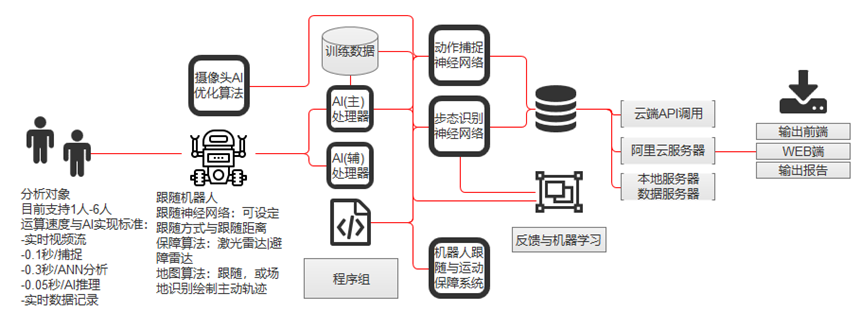 摄像头AI
优化算法
训练数据
AI(主)
处理器
AI(辅)
处理器
动作捕捉
神经网络
步态识别
神经网络
云端API调用
阿里云服务器
本地服务器
数据服务器
输出前端
WEB端
输出报告
分析对象
目前支持1人-6人
运算速度与AI实现标准：
-实时视频流
-0.1秒/捕捉
-0.3秒/ANN分析
-0.05秒/AI推理
-实时数据记录
跟随机器人
跟随神经网络：可设定
跟随方式与跟随距离
保障算法：激光雷达|避
障雷达
地图算法：跟随，或场
地识别绘制主动轨迹
程序组
机器人跟
随与运动
保障系统
反馈与机器学习